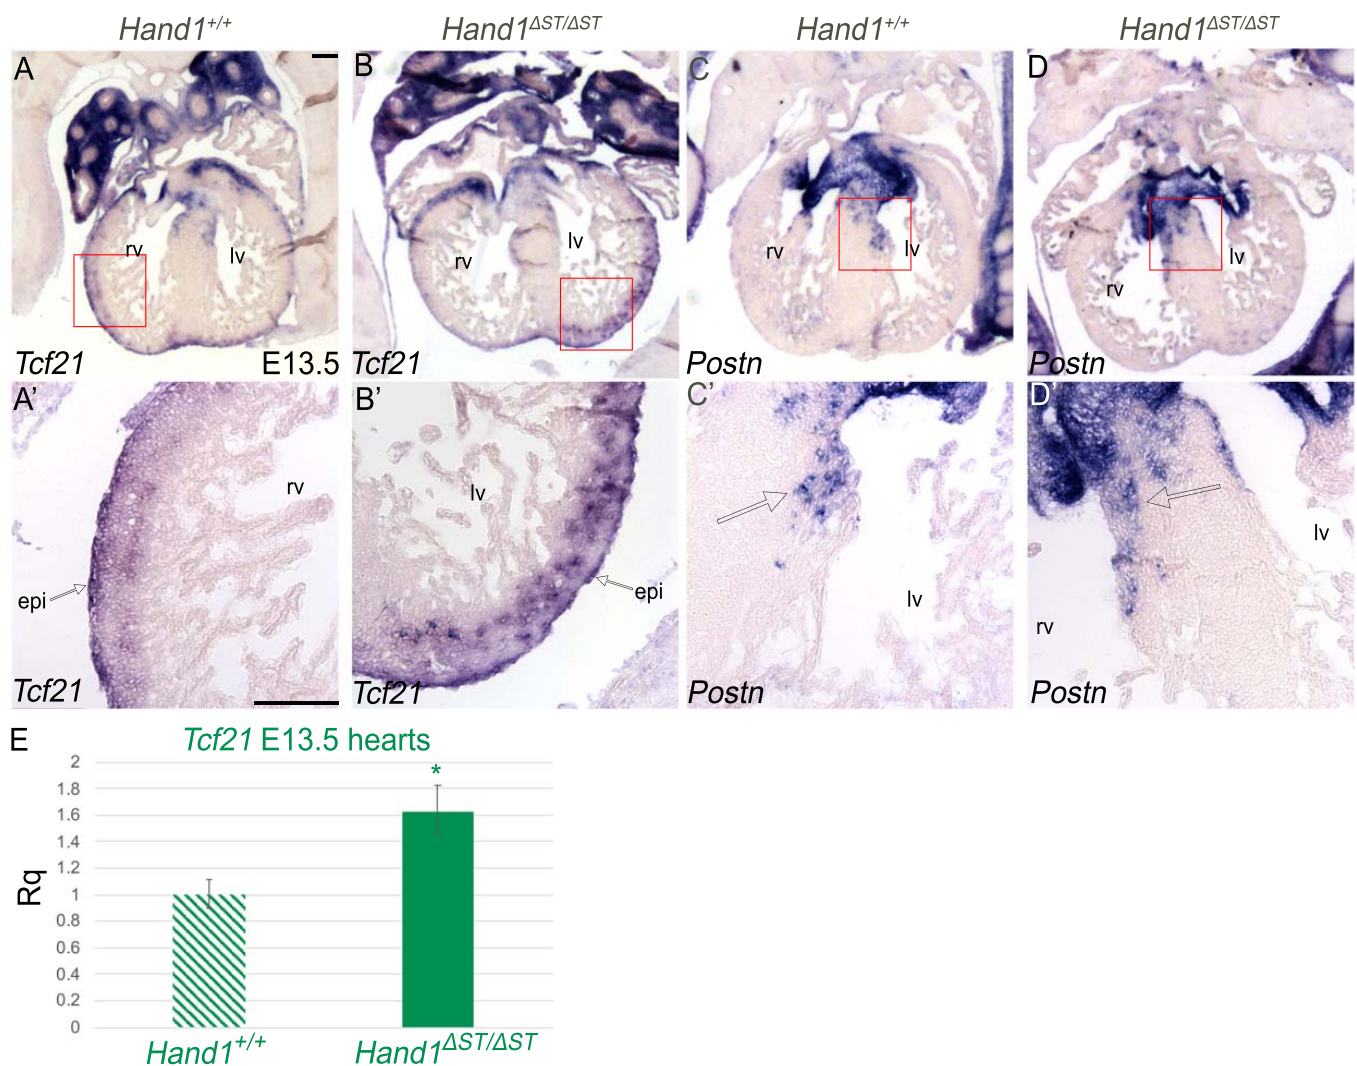 Hand1+/+ Hand1ΔST/ΔST Hand1+/+ Hand1ΔST/ΔST
A B C D
rv lv rv lv rv lv rv lv
Tcf21 E13.5 Tcf21 Postn Postn
A’ B’ C’ D’
rv lv lv lv
epi epi rv
Tcf21 Tcf21 Postn Postn
E Tcf21 E13.5 hearts
2
*
1.8
1.6
1.4
1.2
1
0.8
0.6
0.4
0.2
0
Rq
Hand1+/+ Hand1ΔST/ΔST